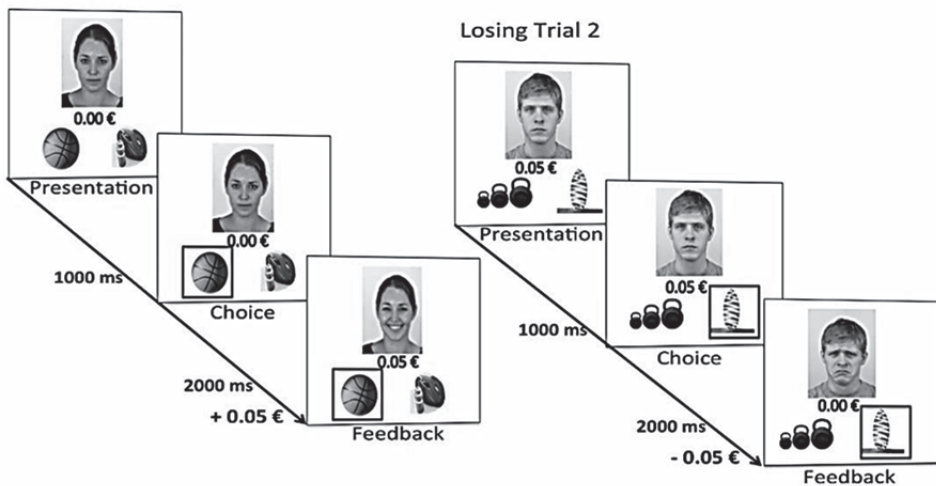 0.00 €
Presentation
0.00 €
Choice
0.05 €
Feedback
1000 ms
2000 ms
+ 0.05 €
Losing Trial 2
0.05 €
Presentation
0.05 €
Choice
0.00 €
Feedback
1000 ms
2000 ms
- 0.05 €